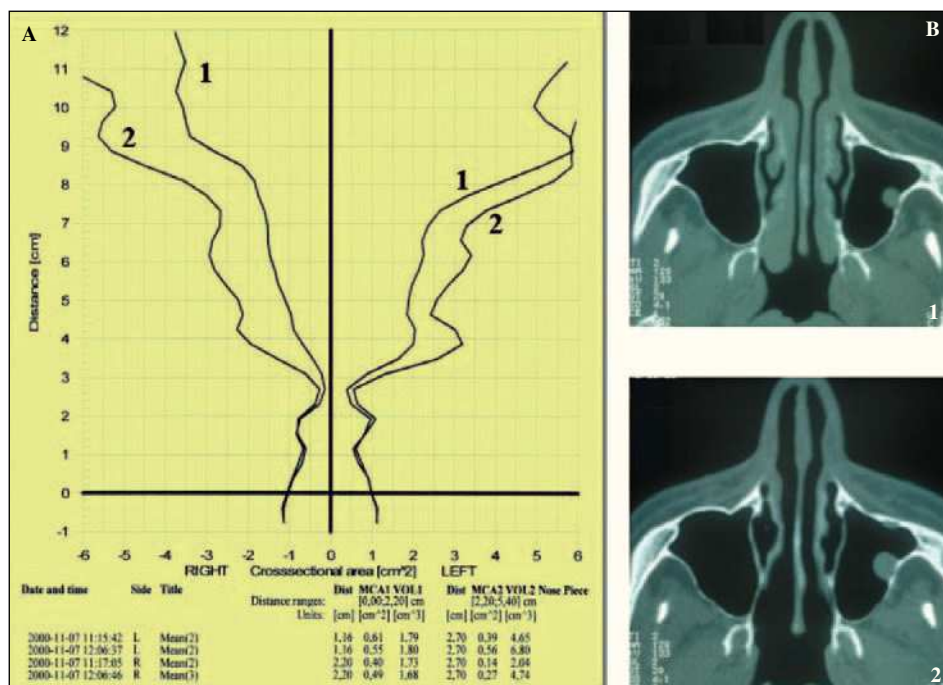 A
B
12
11
10
9
8
7
6
5
4
3
2
1
0
-1
Distance [cm]
1
2
1
2
-6 -5 -4 -3 -2 -1 0 1 2 3 4 5 6
RIGHT Crosssectional area [cm^2] LEFT
Date and time Side Title Dist MCA1 VOL1 Dist MCA2 VOL2 Nose Piece
Distance ranges: [0,00;2,20] cm [2,20;5,40] cm
Units: [cm] [cm^2] [cm^3] [cm] [cm^2] [cm^3]
2000-11-07 11:15:42 L Mean(2) 1,16 0,61 1,79 2,70 0,39 4,65
2000-11-07 12:06:37 L Mean(2) 1,16 0,55 1,80 2,70 0,56 6,80
2000-11-07 11:17:05 R Mean(2) 2,20 0,40 1,73 2,70 0,14 2,04
2000-11-07 12:06:46 R Mean(3) 2,20 0,49 1,68 2,70 0,27 4,74
1
2